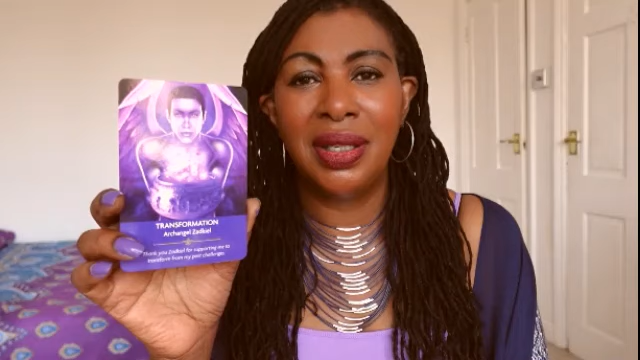 TRANSFORMATION
Archangel Zadkiel
Thank you Zadkiel for supporting me to
transform from my past challenges.